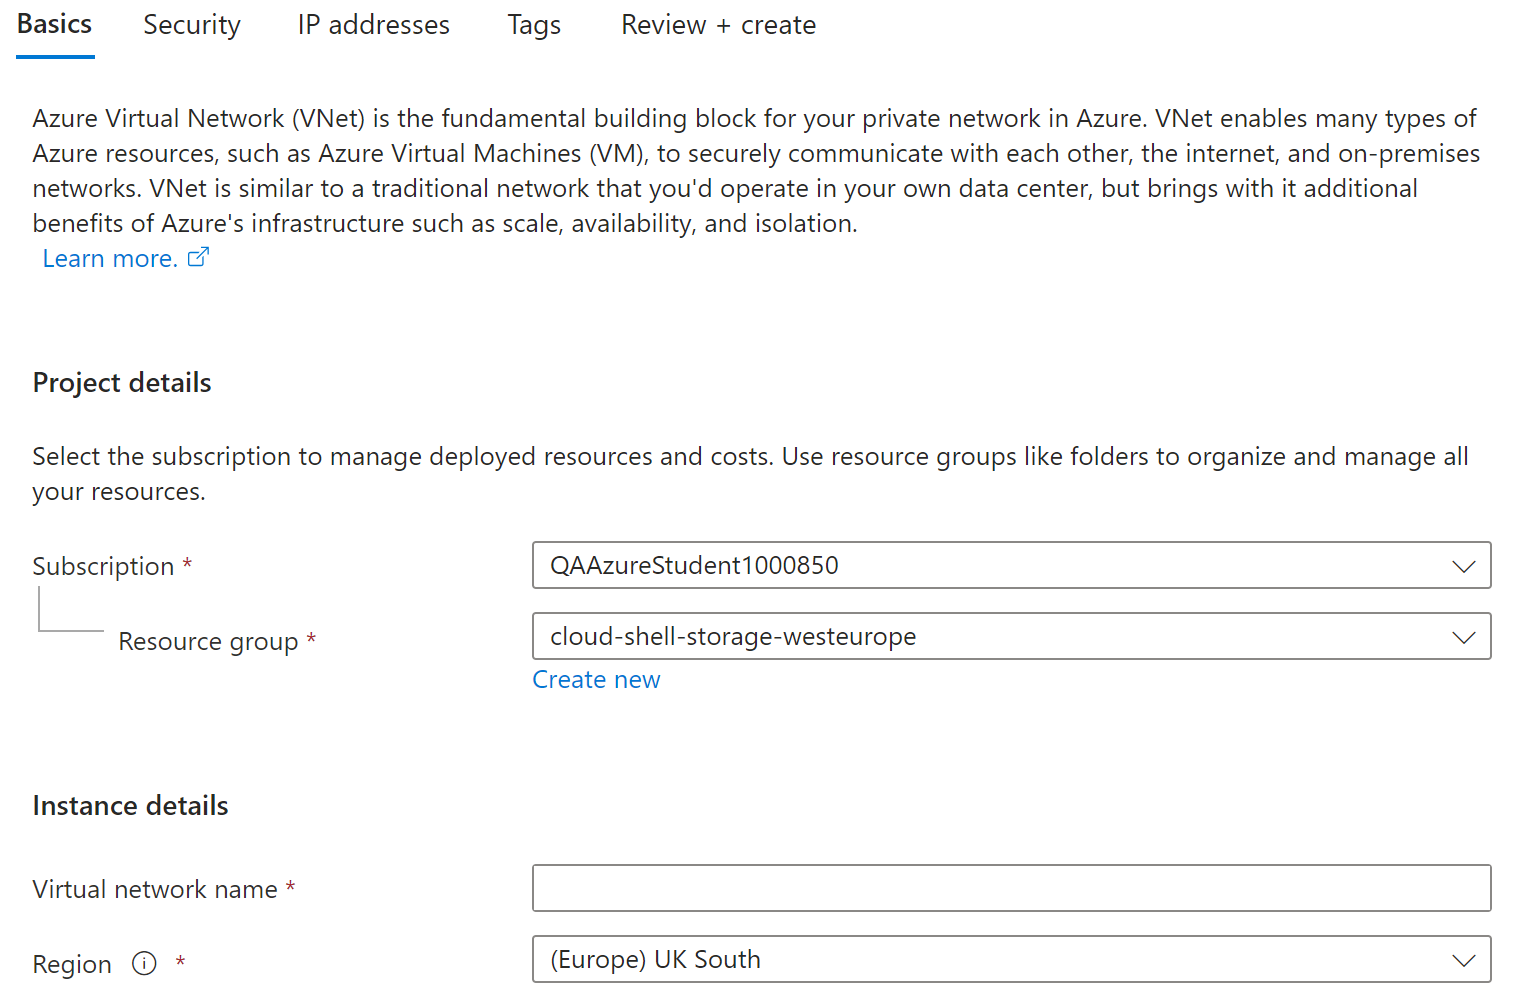 Basics Security IP addresses Tags Review + create
Azure Virtual Network (VNet) is the fundamental building block for your private network in Azure. VNet enables many types of
Azure resources, such as Azure Virtual Machines (VM), to securely communicate with each other, the internet, and on-premises
networks. VNet is similar to a traditional network that you'd operate in your own data center, but brings with it additional
benefits of Azure's infrastructure such as scale, availability, and isolation.
Learn more.
Project details
Select the subscription to manage deployed resources and costs. Use resource groups like folders to organize and manage all
your resources.
Subscription * QAAzureStudent1000850
Resource group * cloud-shell-storage-westeurope
Create new
Instance details
Virtual network name *
Region * (Europe) UK South